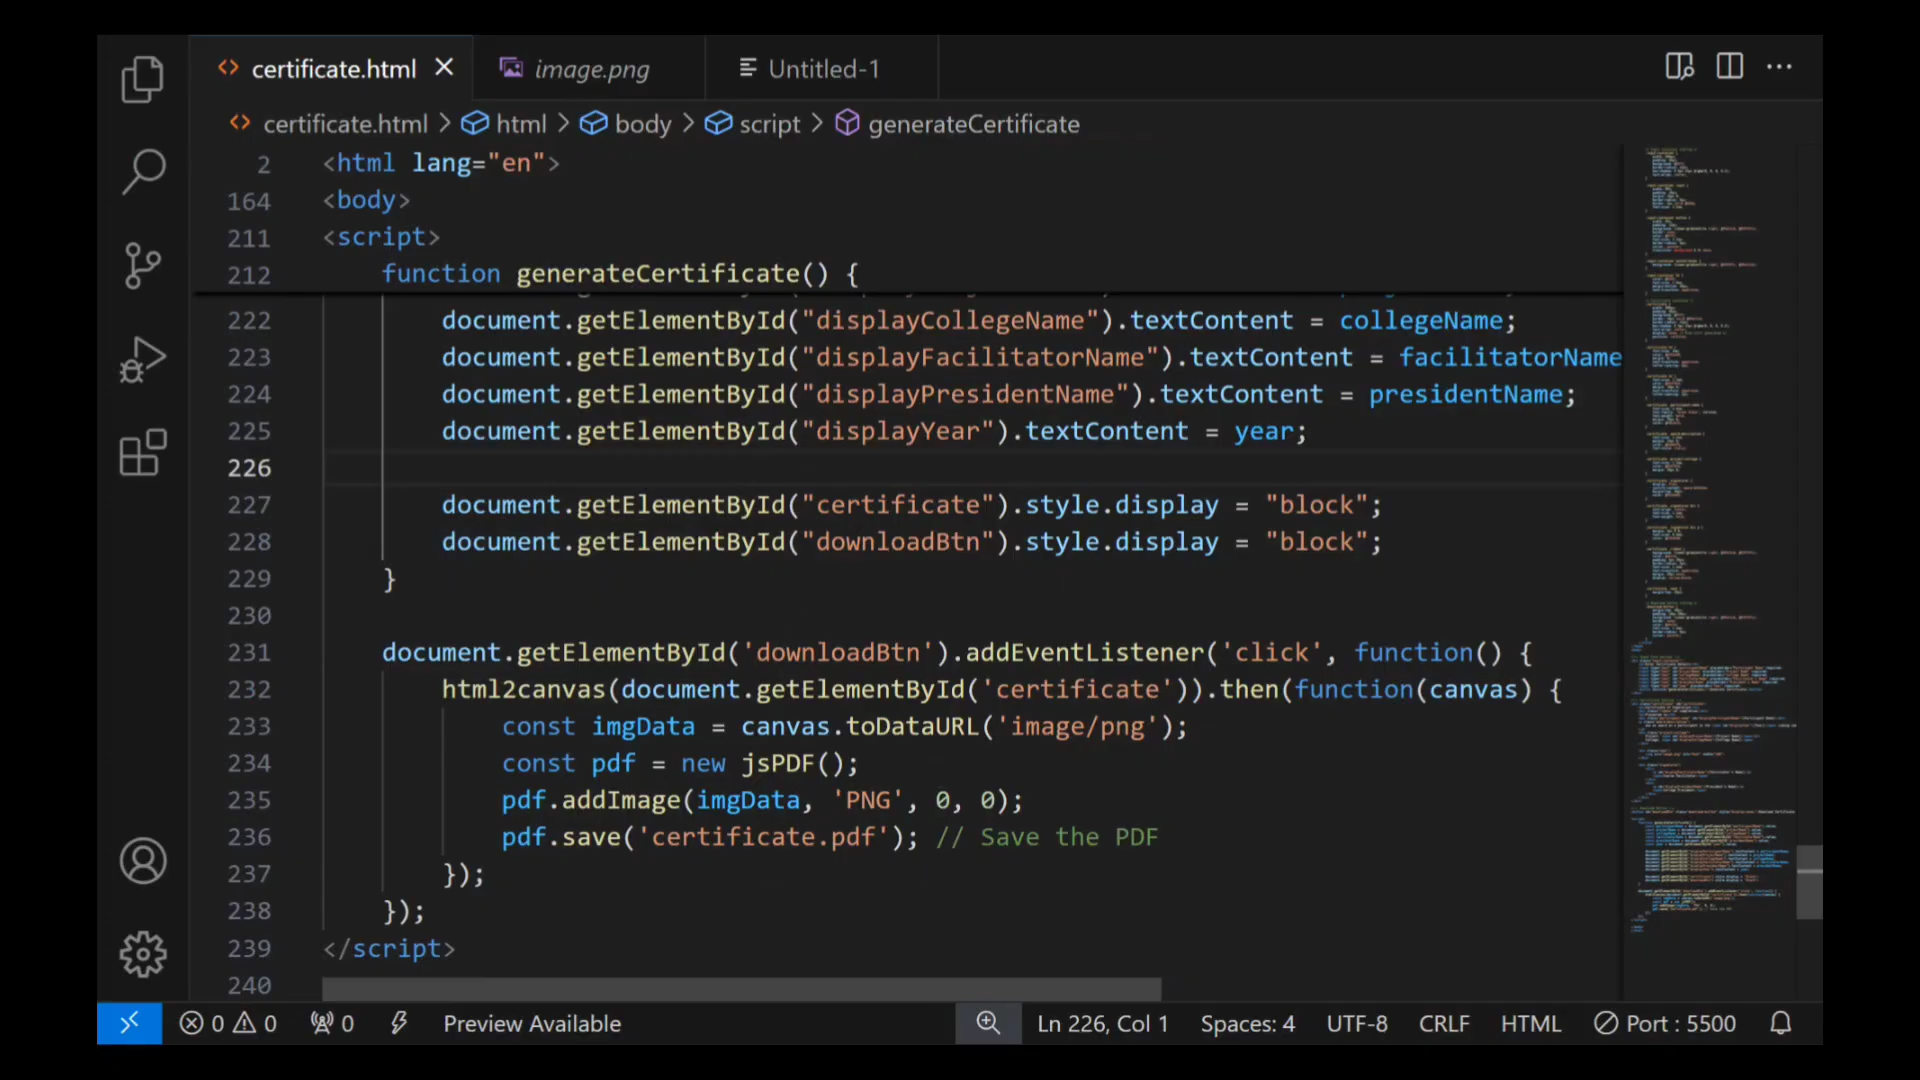 certificate.html
image.png
Untitled-1
certificate.html > html > body > script > generateCertificate
2 <html lang="en">
164 <body>
211 <script>
212 function generateCertificate() {
222 document.getElementById("displayCollegeName").textContent = collegeName;
223 document.getElementById("displayFacilitatorName").textContent = facilitatorName
224 document.getElementById("displayPresidentName").textContent = presidentName;
225 document.getElementById("displayYear").textContent = year;
226
227 document.getElementById("certificate").style.display = "block";
228 document.getElementById("downloadBtn").style.display = "block";
229 }
230
231 document.getElementById('downloadBtn').addEventListener('click', function() {
232 html2canvas(document.getElementById('certificate')).then(function(canvas) {
233 const imgData = canvas.toDataURL('image/png');
234 const pdf = new jsPDF();
235 pdf.addImage(imgData, 'PNG', 0, 0);
236 pdf.save('certificate.pdf'); // Save the PDF
237 });
238 });
239 </script>
240
0 0 0 Preview Available Ln 226, Col 1 Spaces: 4 UTF-8 CRLF HTML Port : 5500